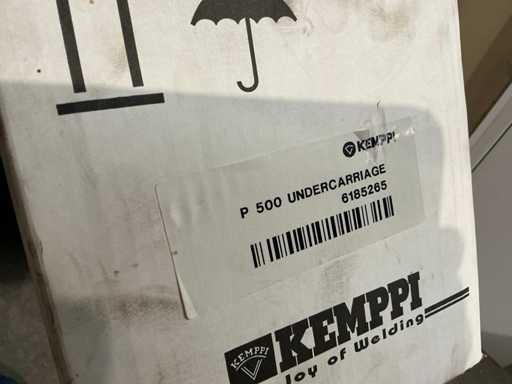 KEMPPI
P 500 UNDERCARRIAGE
6185265
KEMPPI
KEMPPI
Joy of Welding